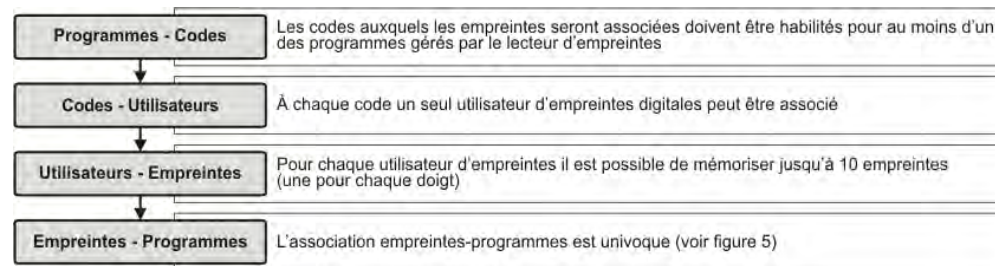 Programmes - Codes
Les codes auxquels les empreintes seront associées doivent être habilités pour au moins d'un
des programmes gérés par le lecteur d'empreintes
Codes - Utilisateurs
À chaque code un seul utilisateur d'empreintes digitales peut être associé
Utilisateurs - Empreintes
Pour chaque utilisateur d'empreintes il est possible de mémoriser jusqu'à 10 empreintes
(une pour chaque doigt)
Empreintes - Programmes
L'association empreintes-programmes est univoque (voir figure 5)